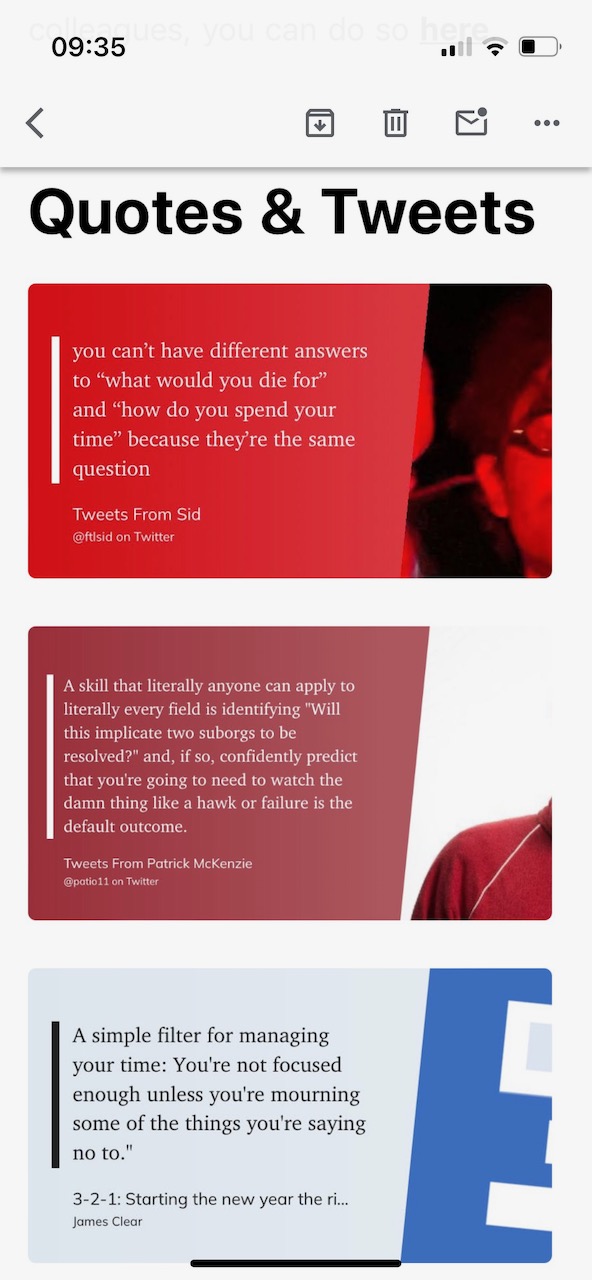 colleagues, you can do so here
09:35
Quotes & Tweets
you can’t have different answers
to “what would you die for”
and “how do you spend your
time” because they’re the same
question
Tweets From Sid
@ftlsid on Twitter
A skill that literally anyone can apply to
literally every field is identifying "Will
this implicate two suborgs to be
resolved?" and, if so, confidently predict
that you're going to need to watch the
damn thing like a hawk or failure is the
default outcome.
Tweets From Patrick McKenzie
@patio11 on Twitter
A simple filter for managing
your time: You're not focused
enough unless you're mourning
some of the things you're saying
no to."
3-2-1: Starting the new year the ri...
James Clear